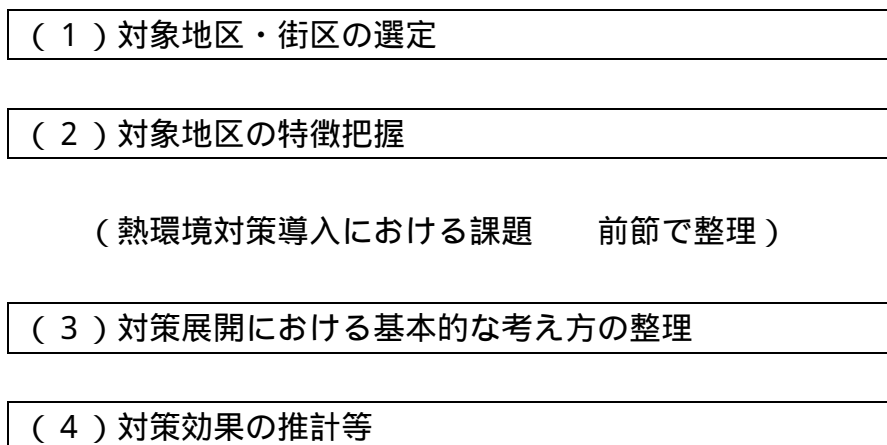 （１）対象地区・街区の選定
（２）対象地区の特徴把握
（熱環境対策導入における課題　　前節で整理）
（３）対策展開における基本的な考え方の整理
（４）対策効果の推計等